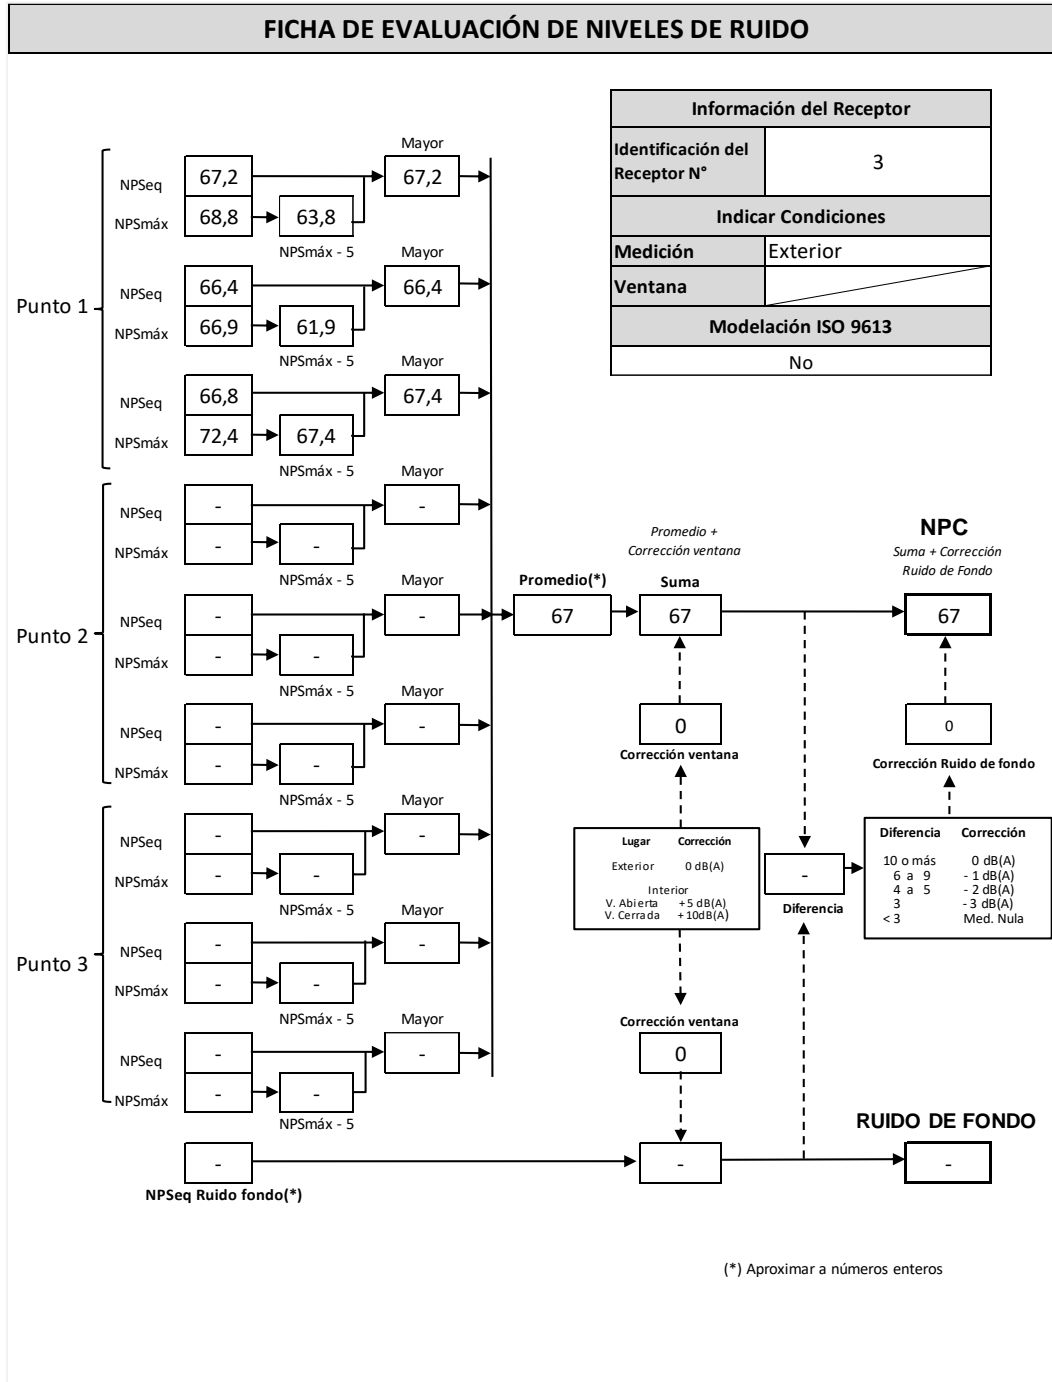 FICHA DE EVALUACIÓN DE NIVELES DE RUIDO
Información del Receptor
Identificación del Receptor N°
3
Indicar Condiciones
Medición
Exterior
Ventana
Modelación ISO 9613
No
Punto 1
Mayor
NPSeq
67,2
67,2
NPSmáx
68,8
63,8
NPSmáx - 5
Mayor
NPSeq
66,4
66,4
NPSmáx
66,9
61,9
NPSmáx - 5
Mayor
NPSeq
66,8
67,4
NPSmáx
72,4
67,4
NPSmáx - 5
Punto 2
Mayor
NPSeq
-
-
NPSmáx
-
-
NPSmáx - 5
Mayor
NPSeq
-
-
NPSmáx
-
-
NPSmáx - 5
Mayor
NPSeq
-
-
NPSmáx
-
-
NPSmáx - 5
Punto 3
Mayor
NPSeq
-
-
NPSmáx
-
-
NPSmáx - 5
NPSeq
-
-
NPSmáx
-
-
NPSmáx - 5
Mayor
NPSeq
-
-
NPSmáx
-
-
NPSmáx - 5
-
NPSeq Ruido fondo(*)
Promedio(*)
67
Promedio +
Corrección ventana
Suma
67
0
Corrección ventana
Lugar Corrección
Exterior 0 dB(A)
Interior
V. Abierta +5 dB(A)
V. Cerrada +10dB(A)
Corrección ventana
0
-
-
Diferencia
NPC
Suma + Corrección
Ruido de Fondo
67
0
Corrección Ruido de fondo
Diferencia Corrección
10 o más 0 dB(A)
6 a 9 - 1 dB(A)
4 a 5 - 2 dB(A)
3 - 3 dB(A)
< 3 Med. Nula
RUIDO DE FONDO
-
(*) Aproximar a números enteros